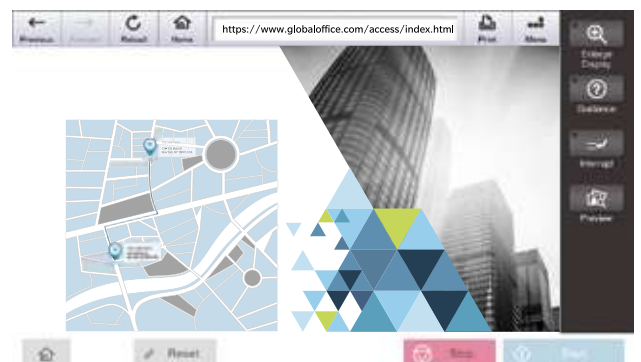 Previous
Reload
Home
https://www.globaloffice.com/access/index.html
Print
Menu
Enlarge
Display
Guidance
Interrupt
Preview
Reset
Stop
Start